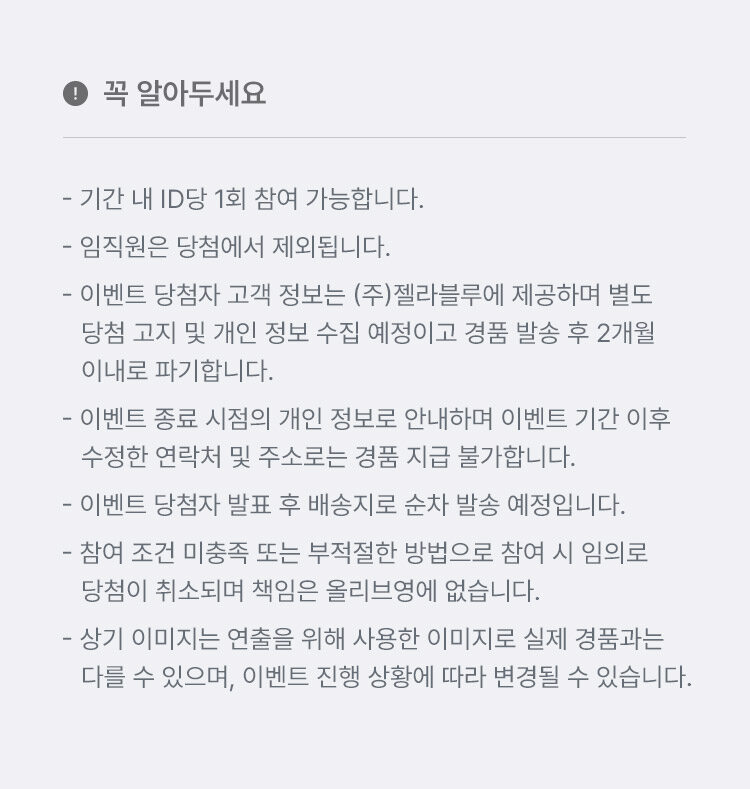 꼭 알아두세요
- 기간 내 ID당 1회 참여 가능합니다.
- 임직원은 당첨에서 제외됩니다.
- 이벤트 당첨자 고객 정보는 (주)젤라블루에 제공하며 별도
당첨 고지 및 개인 정보 수집 예정이고 경품 발송 후 2개월
이내로 파기합니다.
- 이벤트 종료 시점의 개인 정보로 안내하며 이벤트 기간 이후
수정한 연락처 및 주소로는 경품 지급 불가합니다.
- 이벤트 당첨자 발표 후 배송지로 순차 발송 예정입니다.
- 참여 조건 미충족 또는 부적절한 방법으로 참여 시 임의로
당첨이 취소되며 책임은 올리브영에 없습니다.
- 상기 이미지는 연출을 위해 사용한 이미지로 실제 경품과는
다를 수 있으며, 이벤트 진행 상황에 따라 변경될 수 있습니다.